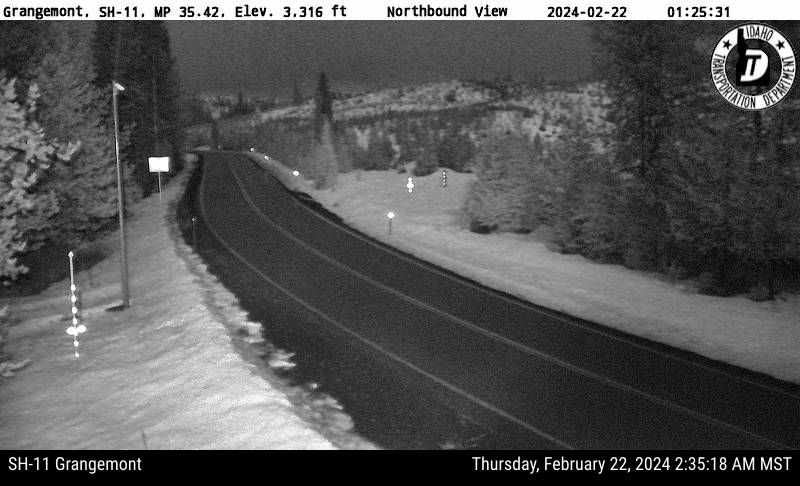 Grangemont, SH-11, MP 35.42, Elev. 3,316 ft Northbound View 2024-02-22 01:25:31
IDAHO
TRANSPORTATION DEPARTMENT
SH-11 Grangemont Thursday, February 22, 2024 2:35:18 AM MST